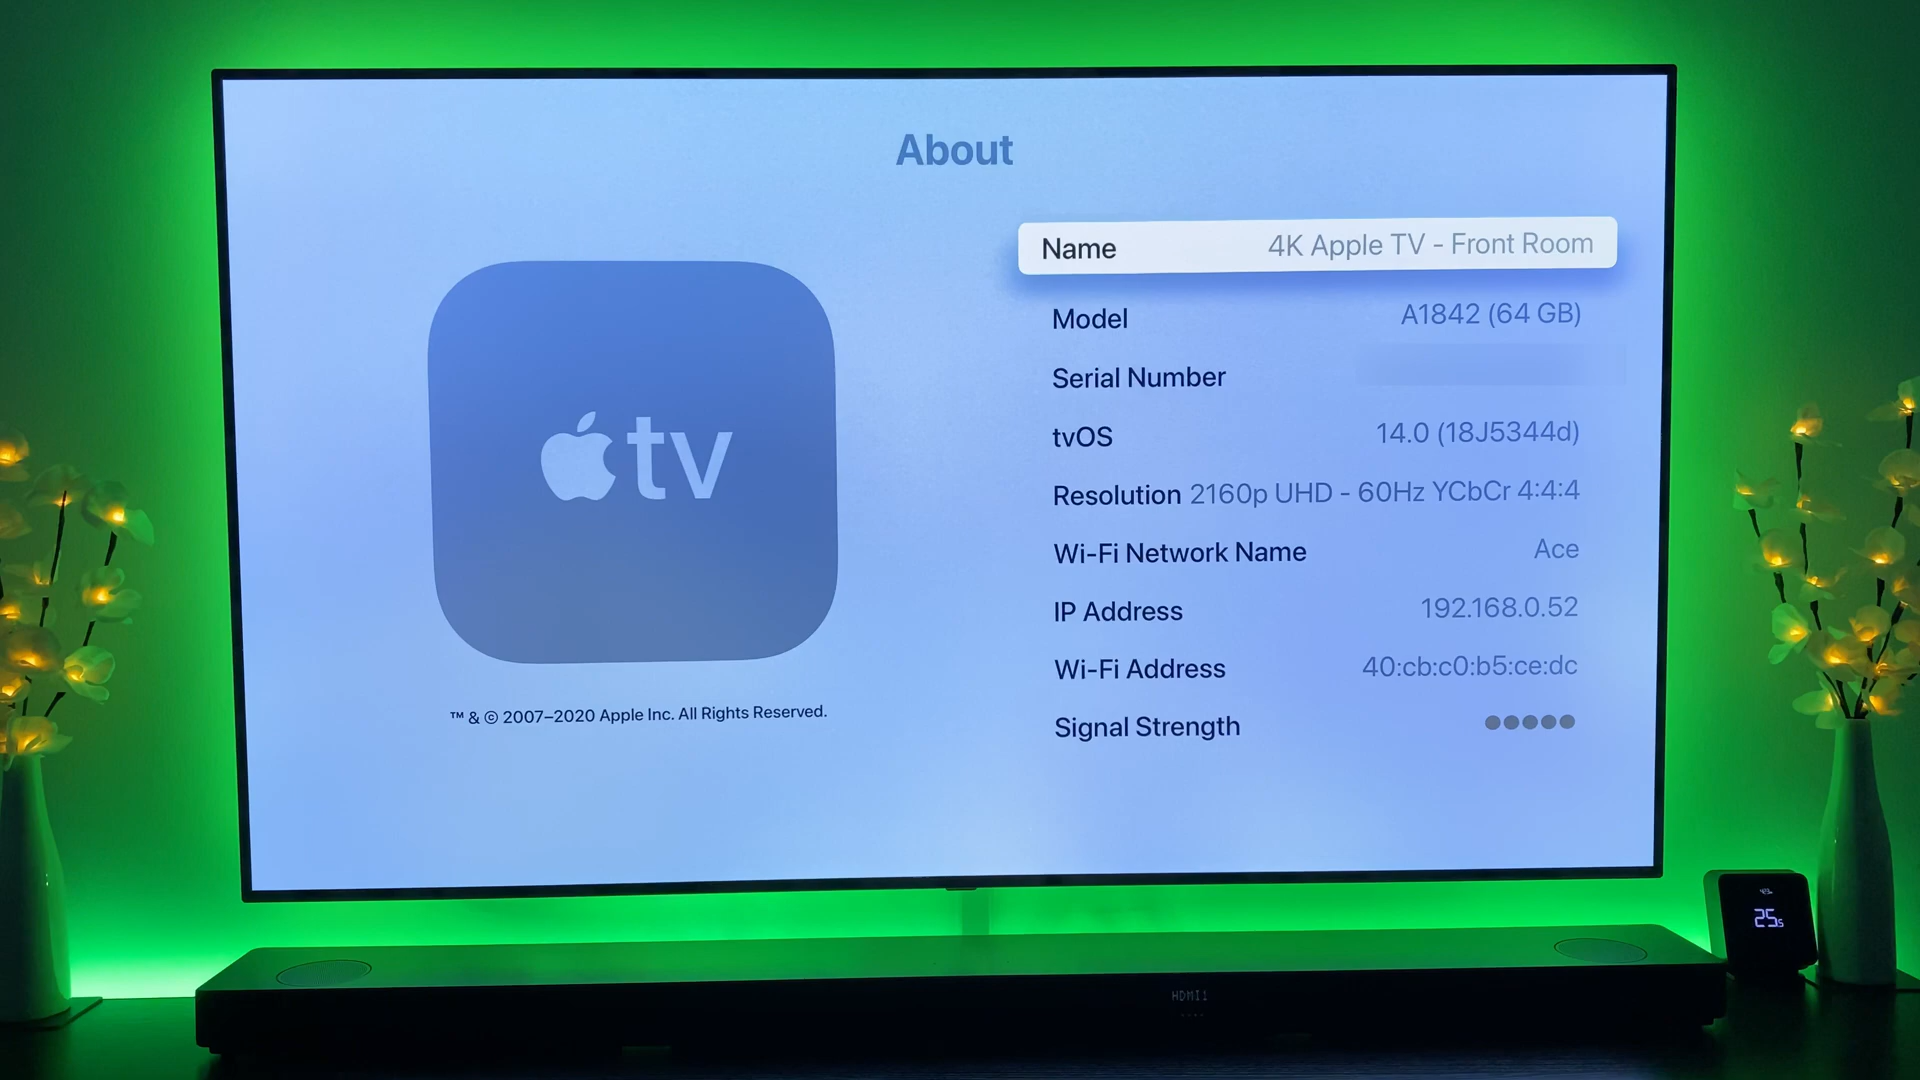 About
Name 4K Apple TV - Front Room
Model A1842 (64 GB)
Serial Number
tvOS 14.0 (18J5344d)
Resolution 2160p UHD - 60Hz YCbCr 4:4:4
Wi-Fi Network Name Ace
IP Address 192.168.0.52
Wi-Fi Address 40:cb:c0:b5:ce:dc
Signal Strength
tv
™ & © 2007–2020 Apple Inc. All Rights Reserved.
25
HDMI1